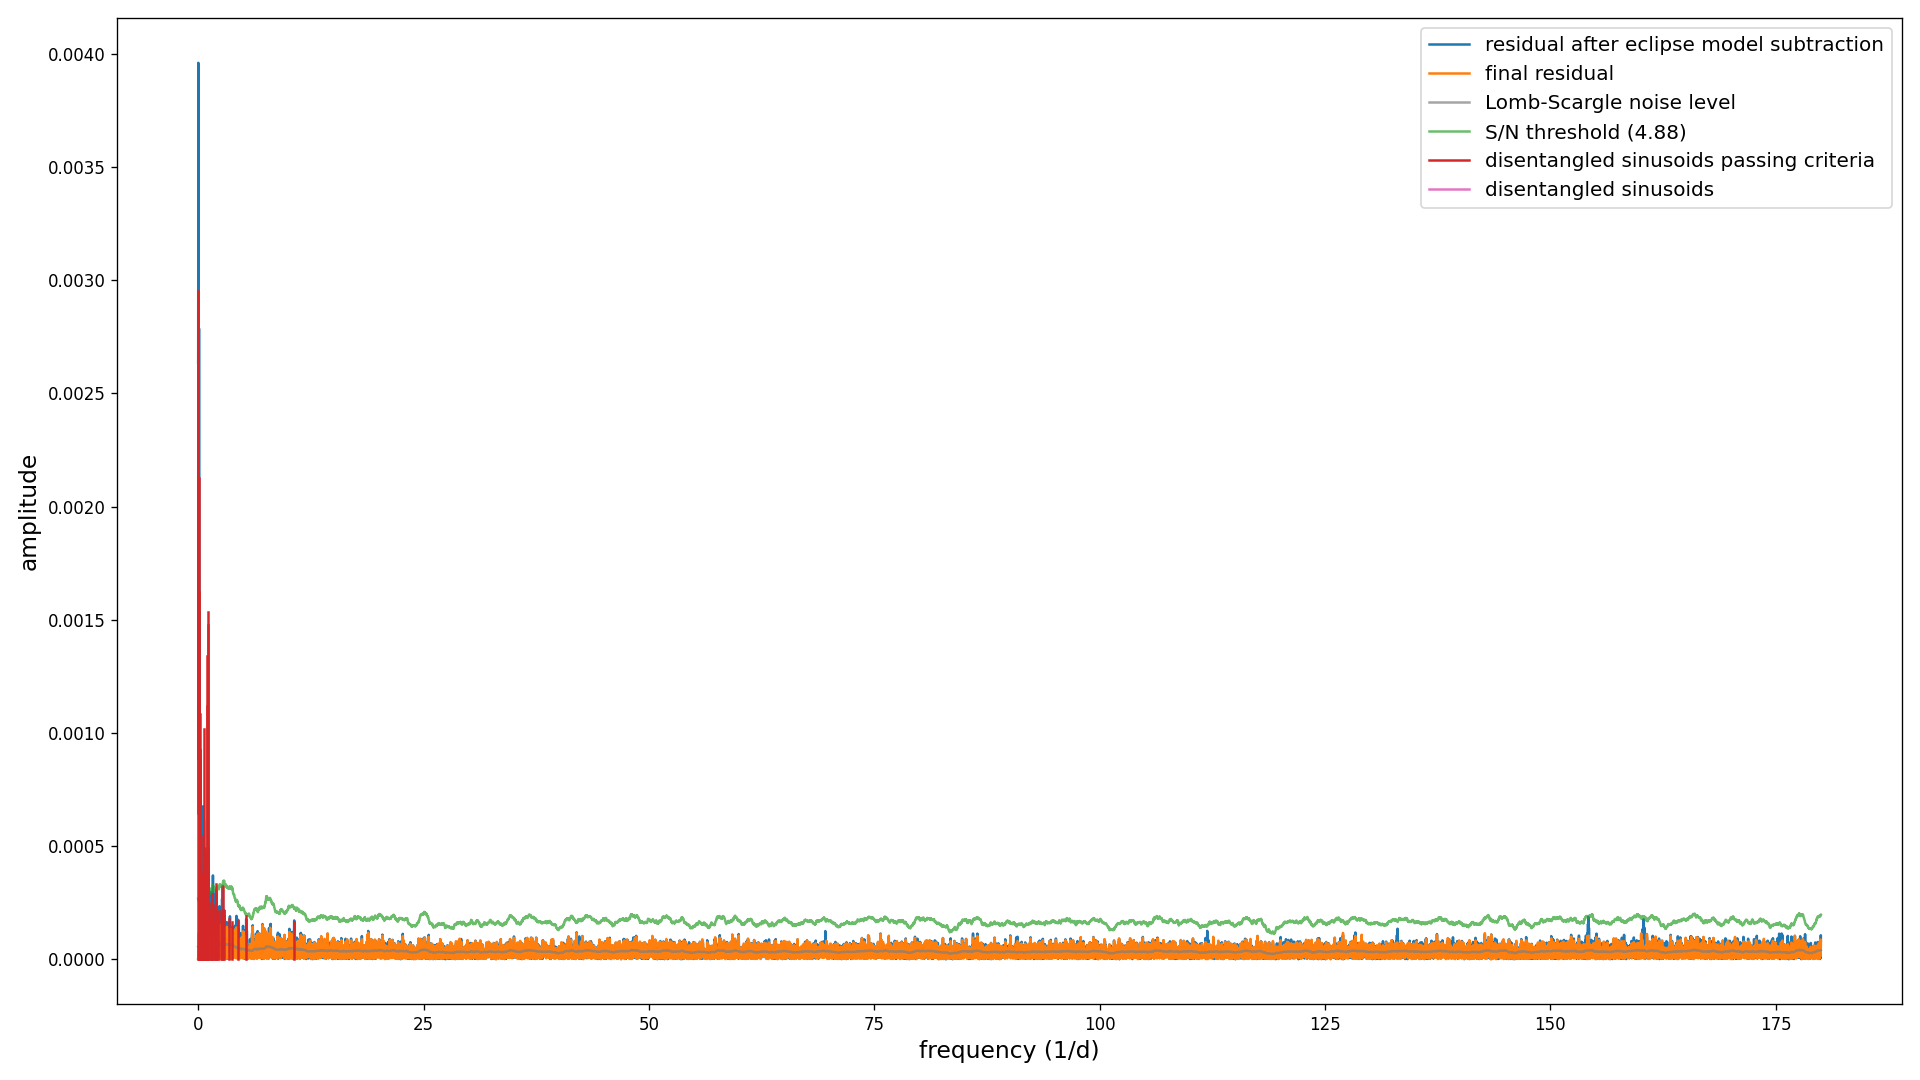 residual after eclipse model subtraction
final residual
Lomb-Scargle noise level
S/N threshold (4.88)
disentangled sinusoids passing criteria
disentangled sinusoids
amplitude
0.0040
0.0035
0.0030
0.0025
0.0020
0.0015
0.0010
0.0005
0.0000
0 25 50 75 100 125 150 175
frequency (1/d)